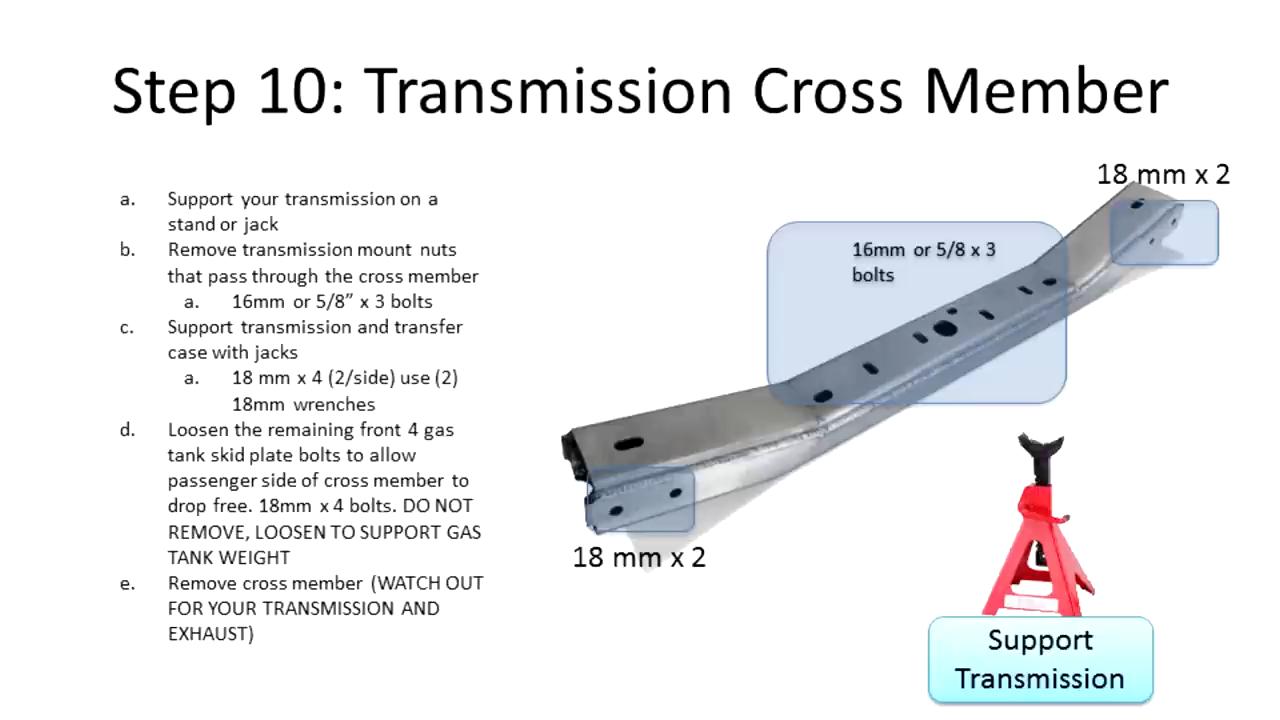 Step 10: Transmission Cross Member
a. Support your transmission on a
stand or jack
b. Remove transmission mount nuts
that pass through the cross member
a. 16mm or 5/8” x 3 bolts
c. Support transmission and transfer
case with jacks
a. 18 mm x 4 (2/side) use (2)
18mm wrenches
d. Loosen the remaining front 4 gas
tank skid plate bolts to allow
passenger side of cross member to
drop free. 18mm x 4 bolts. DO NOT
REMOVE, LOOSEN TO SUPPORT GAS
TANK WEIGHT
e. Remove cross member (WATCH OUT
FOR YOUR TRANSMISSION AND
EXHAUST)
18 mm x 2
16mm or 5/8 x 3
bolts
18 mm x 2
Support
Transmission